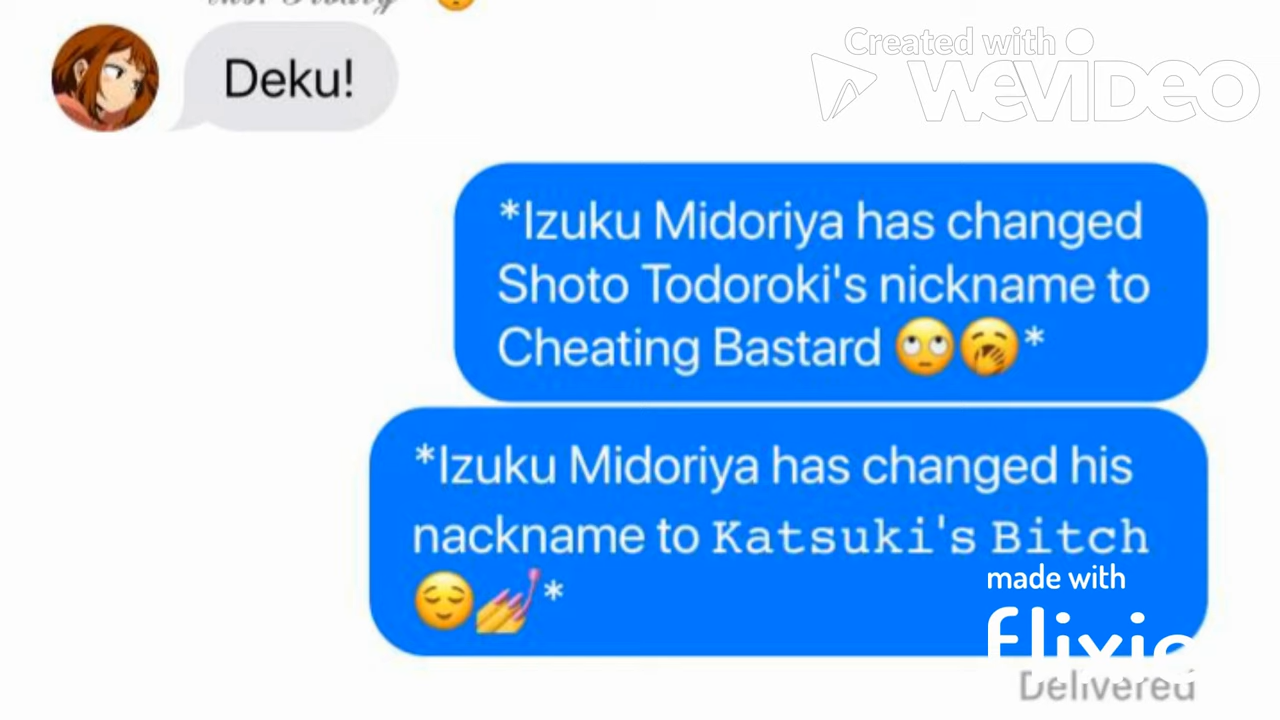 Deku!
Created with
WEVIDEO
*Izuku Midoriya has changed
Shoto Todoroki's nickname to
Cheating Bastard 🙄🥱*
*Izuku Midoriya has changed his
nackname to 𝙺𝚊𝚝𝚜𝚞𝚔𝚒'𝚜 𝙱𝚒𝚝𝚌𝚑
😌💅*
made with
Delivered